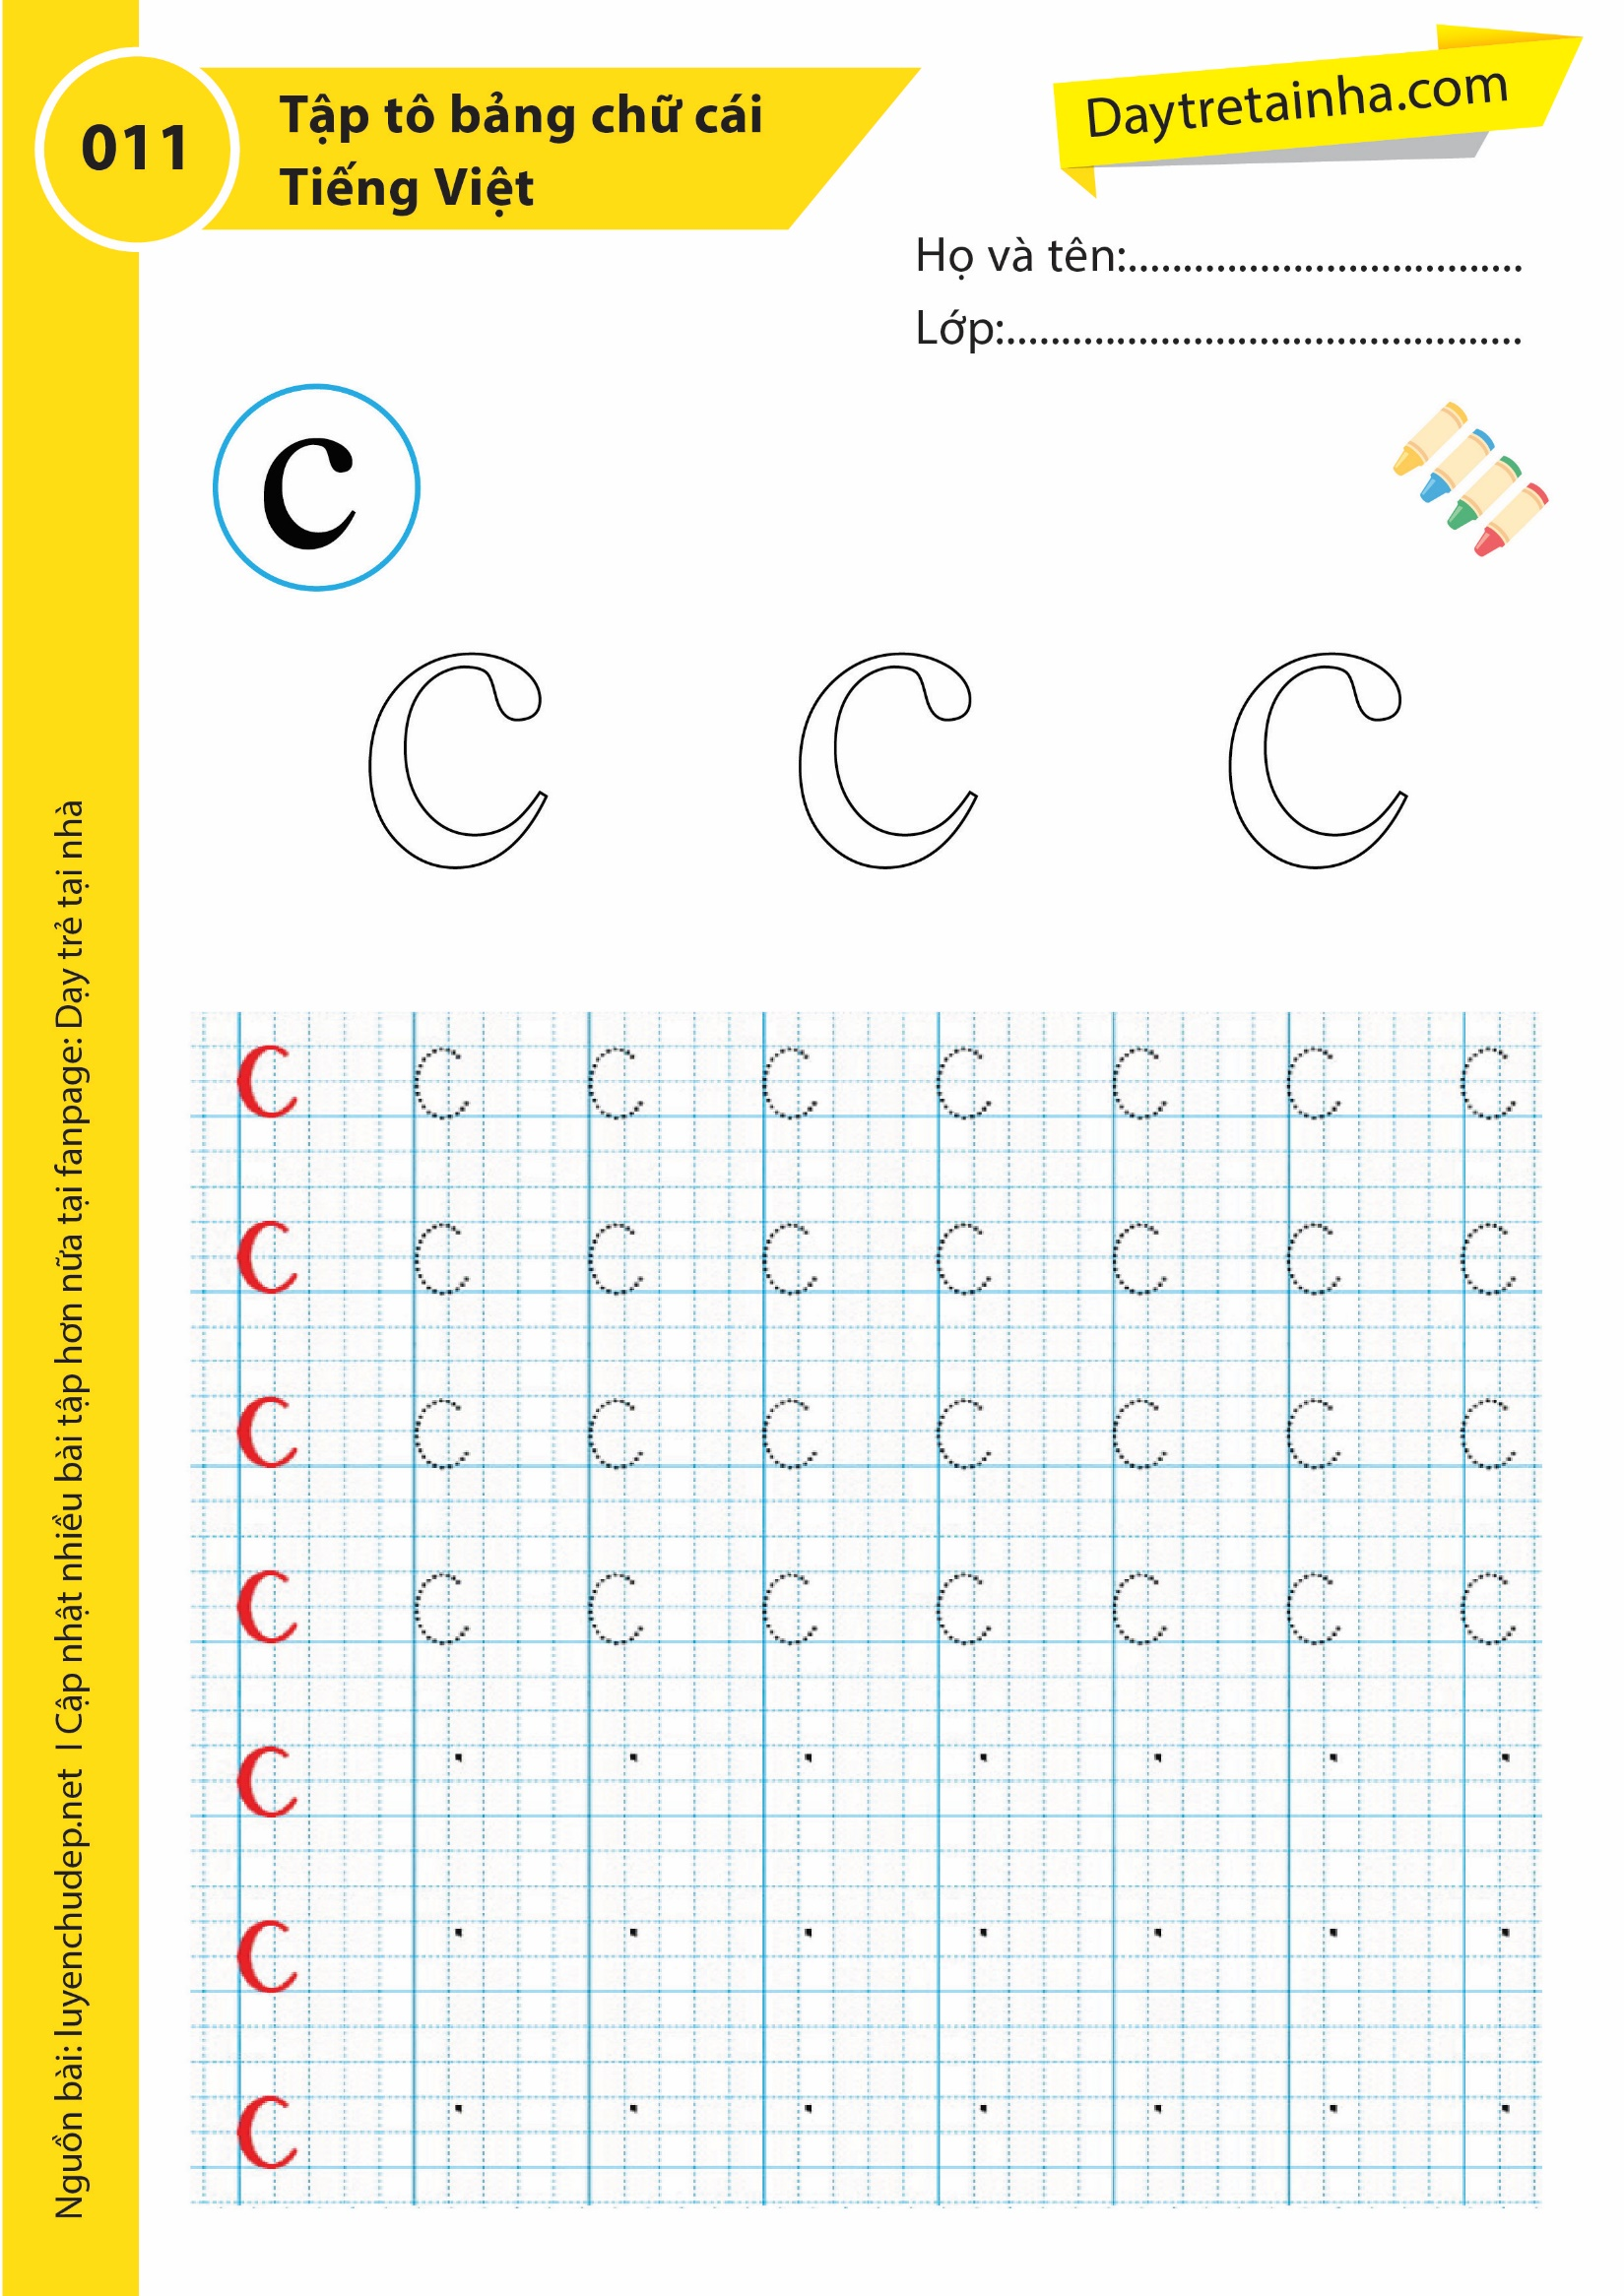 011
Tập tô bảng chữ cái
Tiếng Việt
Daytretainha.com
Họ và tên:....................................
Lớp:...............................................
c
c c c
c c c c c c c c
c c c c c c c c
c c c c c c c c
c c c c c c c c
c
c
c
Nguồn bài: luyenchudep.net I Cập nhật nhiều bài tập hơn nữa tại fanpage: Dạy trẻ tại nhà